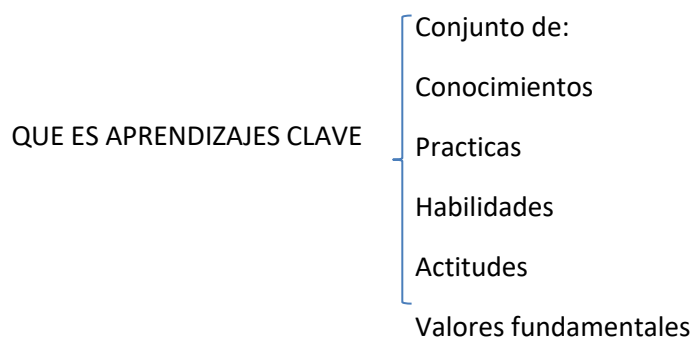 QUE ES APRENDIZAJES CLAVE
Conjunto de:
Conocimientos
Practicas
Habilidades
Actitudes
Valores fundamentales